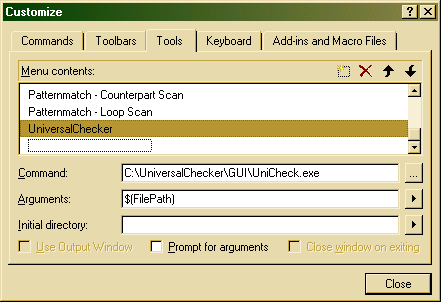 Customize
Commands Toolbars Tools Keyboard Add-ins and Macro Files
Menu contents:
Patternmatch - Counterpart Scan
Patternmatch - Loop Scan
UniversalChecker
Command: C:\UniversalChecker\GUI\UniCheck.exe ...
Arguments: $(FilePath)
Initial directory:
Use Output Window Prompt for arguments Close window on exiting
Close